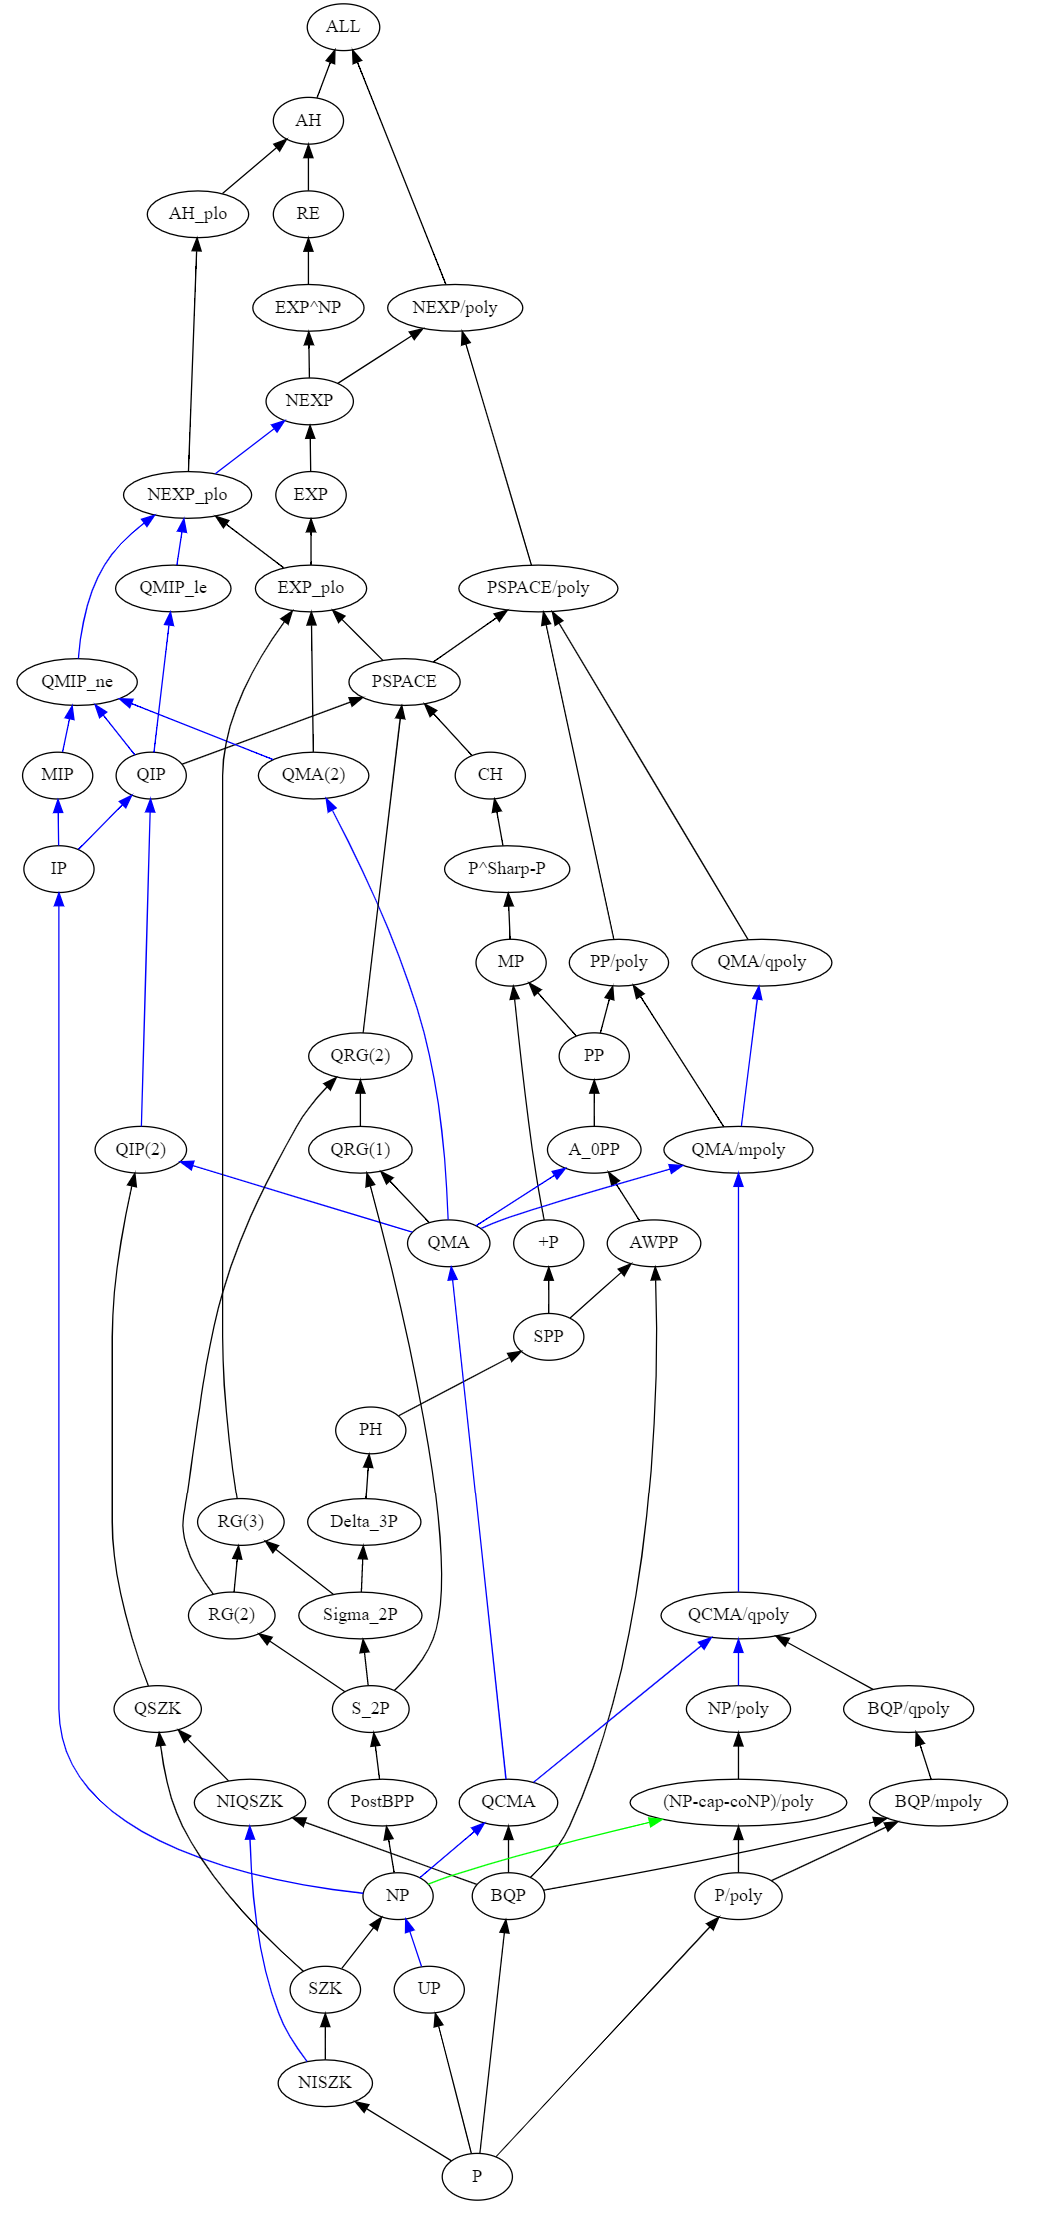 ALL
AH
AH_plo
RE
EXP^NP
NEXP/poly
NEXP
NEXP_plo
EXP
QMIP_le
EXP_plo
PSPACE/poly
QMIP_ne
PSPACE
MIP
QIP
QMA(2)
CH
IP
P^Sharp-P
MP
PP/poly
QMA/qpoly
QRG(2)
PP
QIP(2)
QRG(1)
A_0PP
QMA/mpoly
QMA
+P
AWPP
SPP
PH
RG(3)
Delta_3P
RG(2)
Sigma_2P
QCMA/qpoly
QSZK
S_2P
NP/poly
BQP/qpoly
NIQSZK
PostBPP
QCMA
(NP-cap-coNP)/poly
BQP/mpoly
NP
BQP
P/poly
SZK
UP
NISZK
P